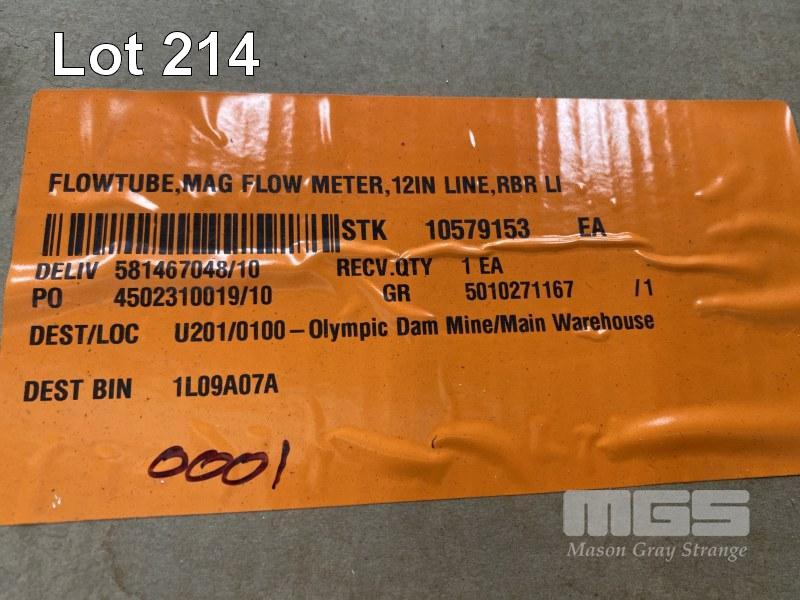 Lot 214
FLOWTUBE,MAG FLOW METER,12IN LINE,RBR LI
STK 10579153 EA
DELIV 581467048/10 RECV.QTY 1 EA
PO 4502310019/10 GR 5010271167 /1
DEST/LOC U201/0100-Olympic Dam Mine/Main Warehouse
DEST BIN 1L09A07A
0001
MGS
Mason Gray Strange